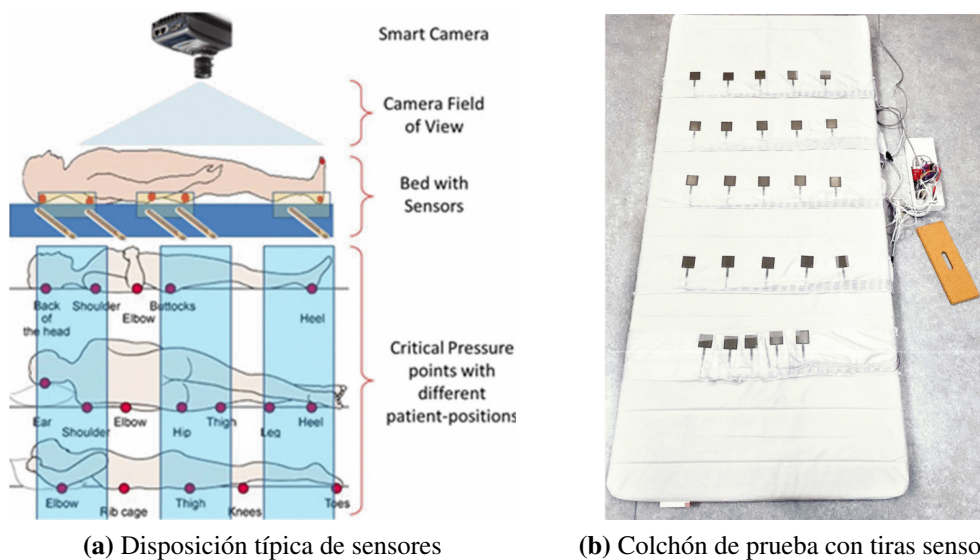 Smart Camera
Camera Field
of View
Bed with
Sensors
Back
of
the head
Shoulder
Elbow
Buttocks
Heel
Critical Pressure
points with
different
patient-positions
Ear
Shoulder
Elbow
Hip
Thigh
Leg
Heel
Elbow
Rib cage
Thigh
Knees
Toes
(a) Disposición típica de sensores
(b) Colchón de prueba con tiras senso